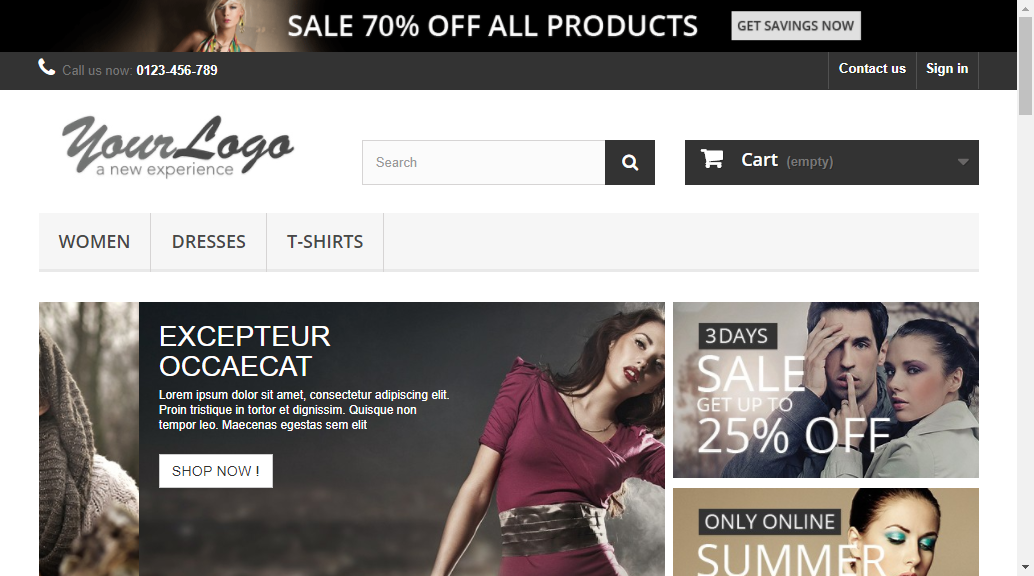 SALE 70% OFF ALL PRODUCTS
GET SAVINGS NOW
Call us now: 0123-456-789
Contact us
Sign in
YourLogo
a new experience
Search
Cart (empty)
WOMEN
DRESSES
T-SHIRTS
EXCEPTEUR
OCCAECAT
Lorem ipsum dolor sit amet, consectetur adipiscing elit.
Proin tristique in tortor et dignissim. Quisque non
tempor leo. Maecenas egestas sem elit
SHOP NOW !
3 DAYS
SALE
GET UP TO
25% OFF
ONLY ONLINE
SUMMER